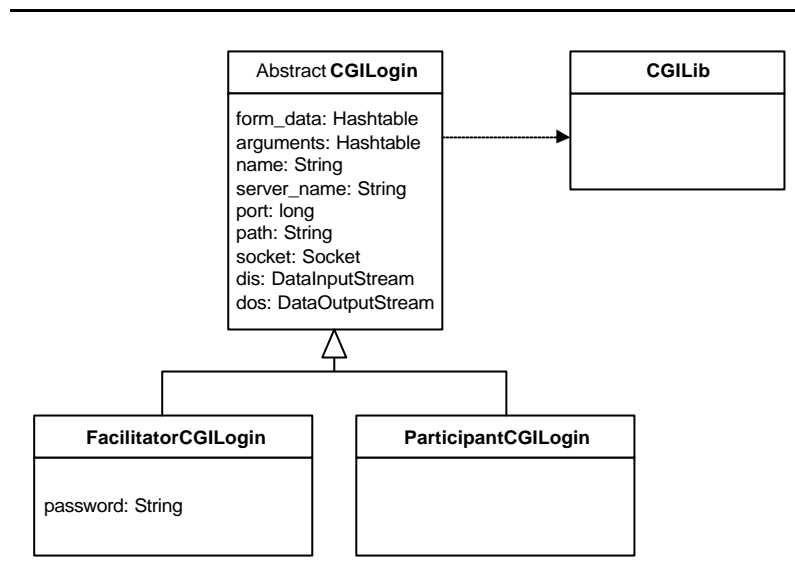 Abstract CGILogin
form_data: Hashtable
arguments: Hashtable
name: String
server_name: String
port: long
path: String
socket: Socket
dis: DataInputStream
dos: DataOutputStream
CGILib
FacilitatorCGILogin
password: String
ParticipantCGILogin